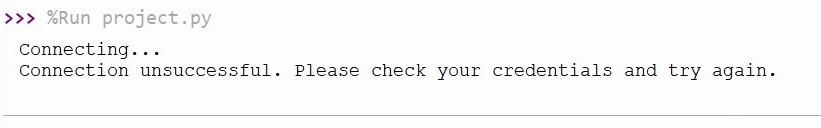 >>> %Run project.py
Connecting...
Connection unsuccessful. Please check your credentials and try again.